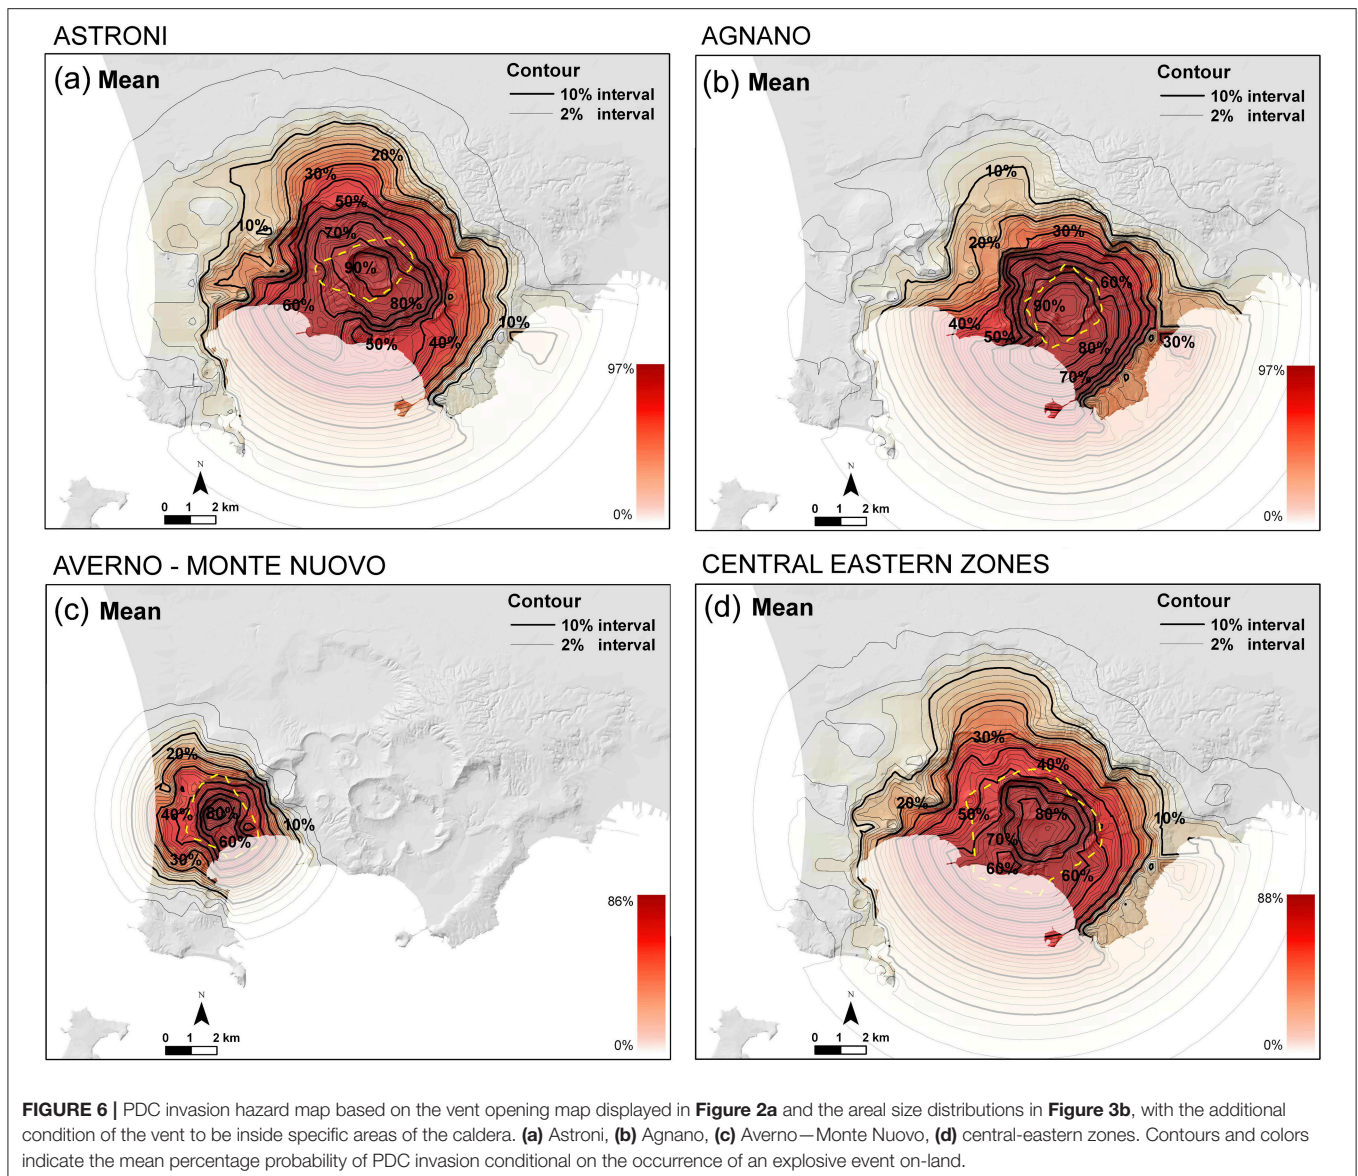 ASTRONI
(a) Mean
Contour
10% interval
2% interval
20%
30%
50%
70%
10%
90%
60%
80%
10%
50%
40%
97%
0%
N
0 1 2 km
AGNANO
(b) Mean
Contour
10% interval
2% interval
10%
30%
20%
60%
90%
40%
50%
30%
80%
70%
97%
0%
N
0 1 2 km
AVERNO - MONTE NUOVO
(c) Mean
Contour
10% interval
2% interval
20%
40%
80%
10%
60%
30%
86%
0%
N
0 1 2 km
CENTRAL EASTERN ZONES
(d) Mean
Contour
10% interval
2% interval
30%
40%
20%
50%
80%
10%
70%
60%
60%
88%
0%
N
0 1 2 km
FIGURE 6 | PDC invasion hazard map based on the vent opening map displayed in Figure 2a and the areal size distributions in Figure 3b, with the additional
condition of the vent to be inside specific areas of the caldera. (a) Astroni, (b) Agnano, (c) Averno—Monte Nuovo, (d) central-eastern zones. Contours and colors
indicate the mean percentage probability of PDC invasion conditional on the occurrence of an explosive event on-land.